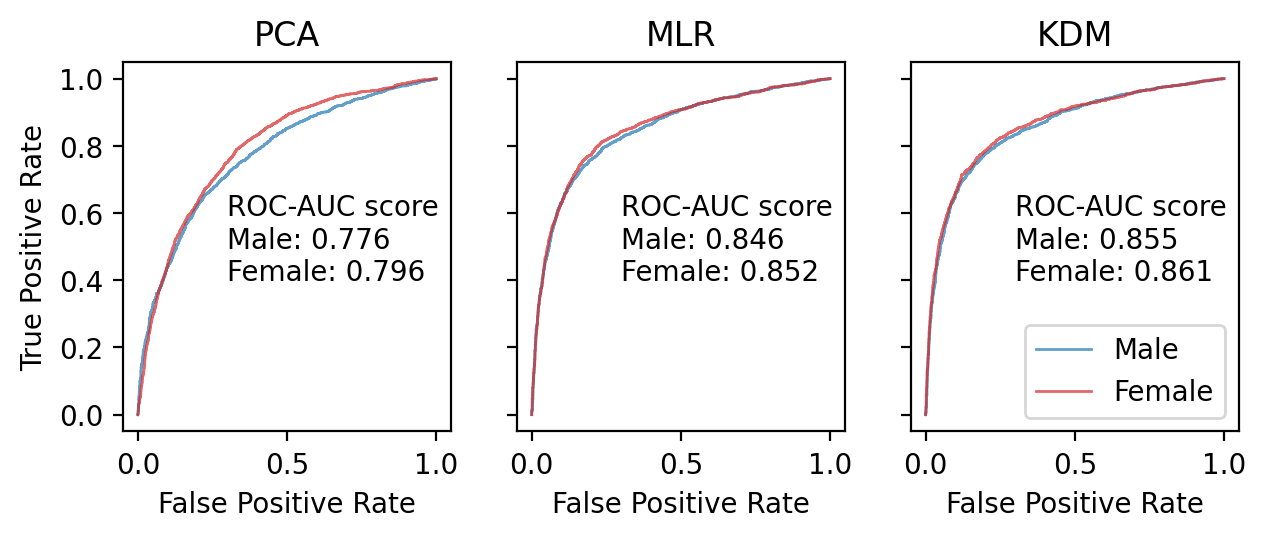 PCA
MLR
KDM
True Positive Rate
1.0
0.8
0.6
0.4
0.2
0.0
ROC-AUC score
Male: 0.776
Female: 0.796
ROC-AUC score
Male: 0.846
Female: 0.852
ROC-AUC score
Male: 0.855
Female: 0.861
Male
Female
0.0 0.5 1.0
0.0 0.5 1.0
0.0 0.5 1.0
False Positive Rate
False Positive Rate
False Positive Rate